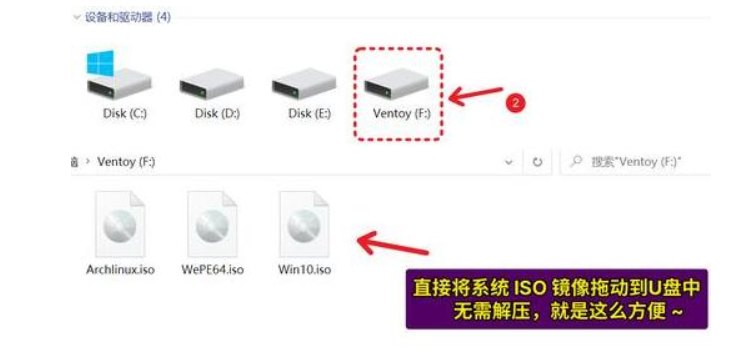 设备和驱动器 (4)
Disk (C:)
Disk (D:)
Disk (E:)
Ventoy (F:)
2
Ventoy (F:)
搜索"Ventoy (F:)"
Archlinux.iso
WePE64.iso
Win10.iso
直接将系统 ISO 镜像拖动到U盘中
无需解压，就是这么方便 ~